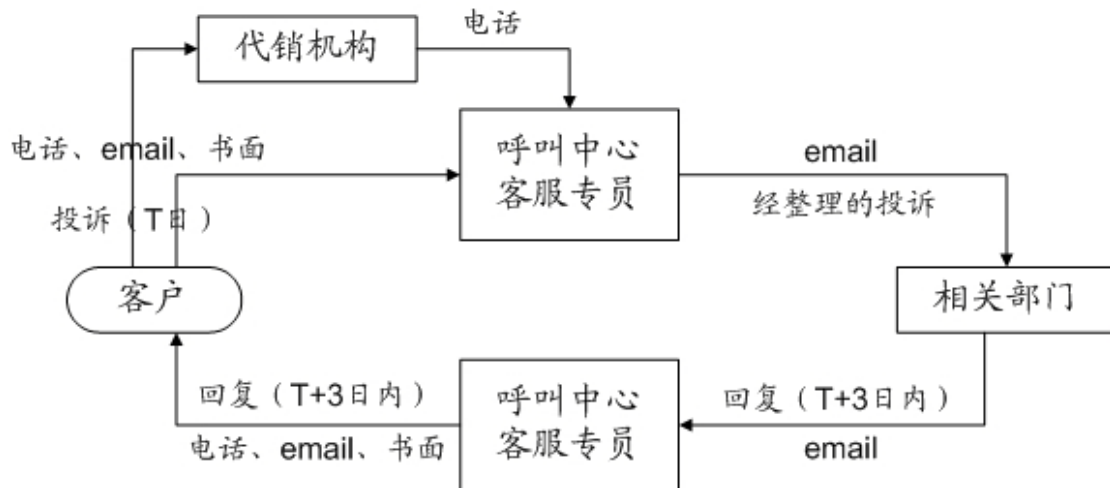 代销机构
电话
电话、email、书面
呼叫中心
客服专员
email
经整理的投诉
投诉（T日）
客户
相关部门
回复（T+3日内）
电话、email、书面
呼叫中心
客服专员
回复（T+3日内）
email